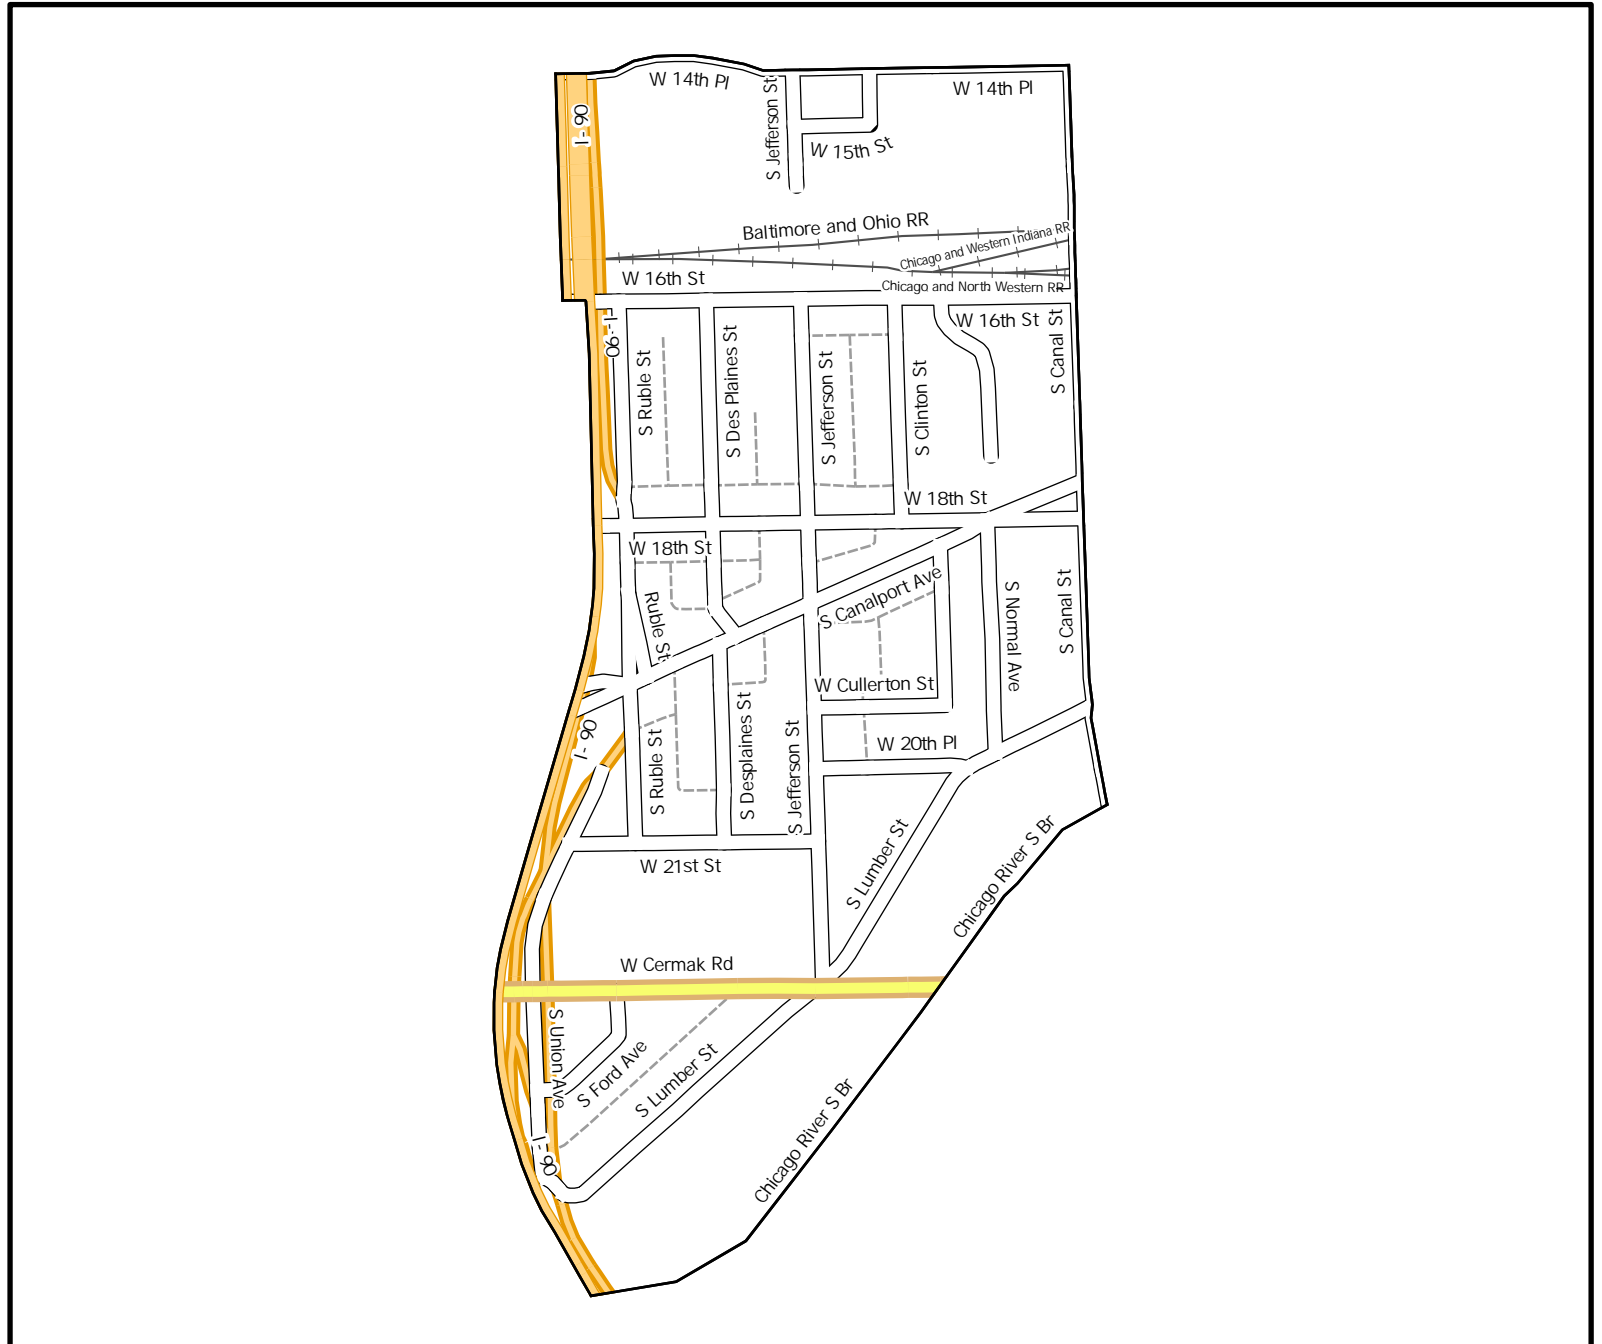 W 14th Pl
W 14th Pl
I- 90
S Jefferson St
W 15th St
Baltimore and Ohio RR
Chicago and Western Indiana RR
W 16th St
Chicago and North Western RR
W 16th St
I- 90
S Ruble St
S Des Plaines St
S Jefferson St
S Clinton St
S Canal St
W 18th St
W 18th St
S Canalport Ave
Ruble St
S Normal Ave
S Canal St
W Cullerton St
I- 90
S Ruble St
S Desplaines St
S Jefferson St
W 20th Pl
W 21st St
S Lumber St
Chicago River S Br
W Cermak Rd
S Union Ave
S Ford Ave
S Lumber St
Chicago River S Br
I- 90